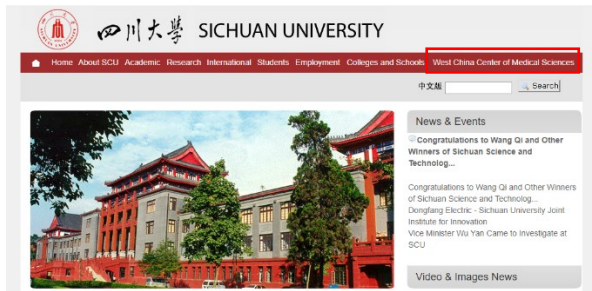 四川大學 SICHUAN UNIVERSITY
Home About SCU Academic Research International Students Employment Colleges and Schools West China Center of Medical Sciences
中文版 Search
News & Events
Congratulations to Wang Qi and Other
Winners of Sichuan Science and
Technolog...
Congratulations to Wang Qi and Other Winners
of Sichuan Science and Technolog...
Dongfang Electric - Sichuan University Joint
Institute for Innovation
Vice Minister Wu Yan Came to Investigate at
SCU
Video & Images News